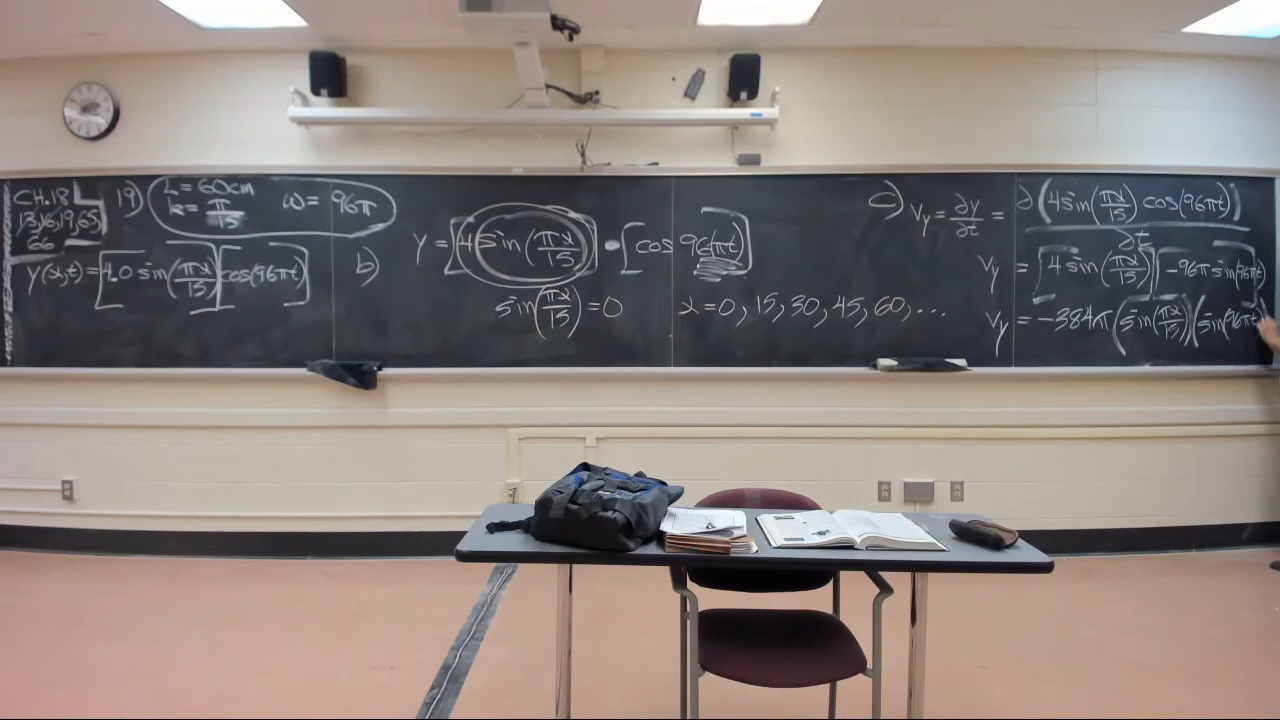 CH.18
13,16,19,65,
66
19) L = 60cm
k = π/15
ω = 96π
y(x,t) = [4.0 sin(πx/15)][cos(96πt)]
b) Y = [4 sin(πx/15)] • [cos 96(πt)]
sin(πx/15) = 0
x = 0, 15, 30, 45, 60, ...
c) Vy = ∂y/∂t = ∂(4sin(πx/15) cos(96πt))/∂t
Vy = [4 sin(πx/15)][-96π sin(96πt)]
Vy = -384π(sin(πx/15))(sin(96πt))